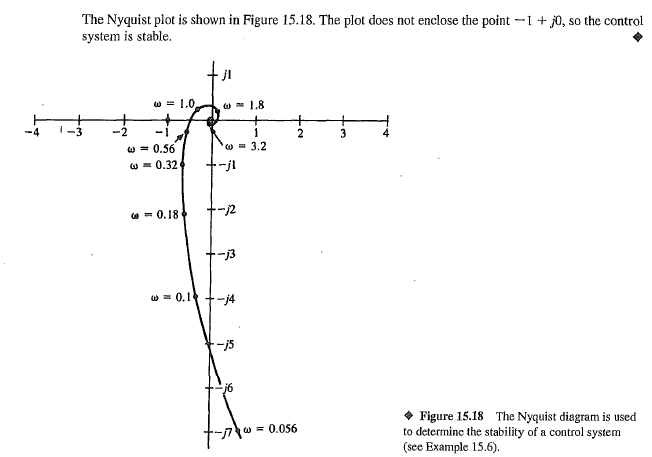 The Nyquist plot is shown in Figure 15.18. The plot does not enclose the point −1 + j0, so the control
system is stable.
j1
ω = 1.0
ω = 1.8
-4
-3
-2
-1
1
2
3
4
ω = 0.56
ω = 3.2
ω = 0.32
-j1
ω = 0.18
-j2
-j3
ω = 0.1
-j4
-j5
-j6
-j7
ω = 0.056
Figure 15.18 The Nyquist diagram is used
to determine the stability of a control system
(see Example 15.6).